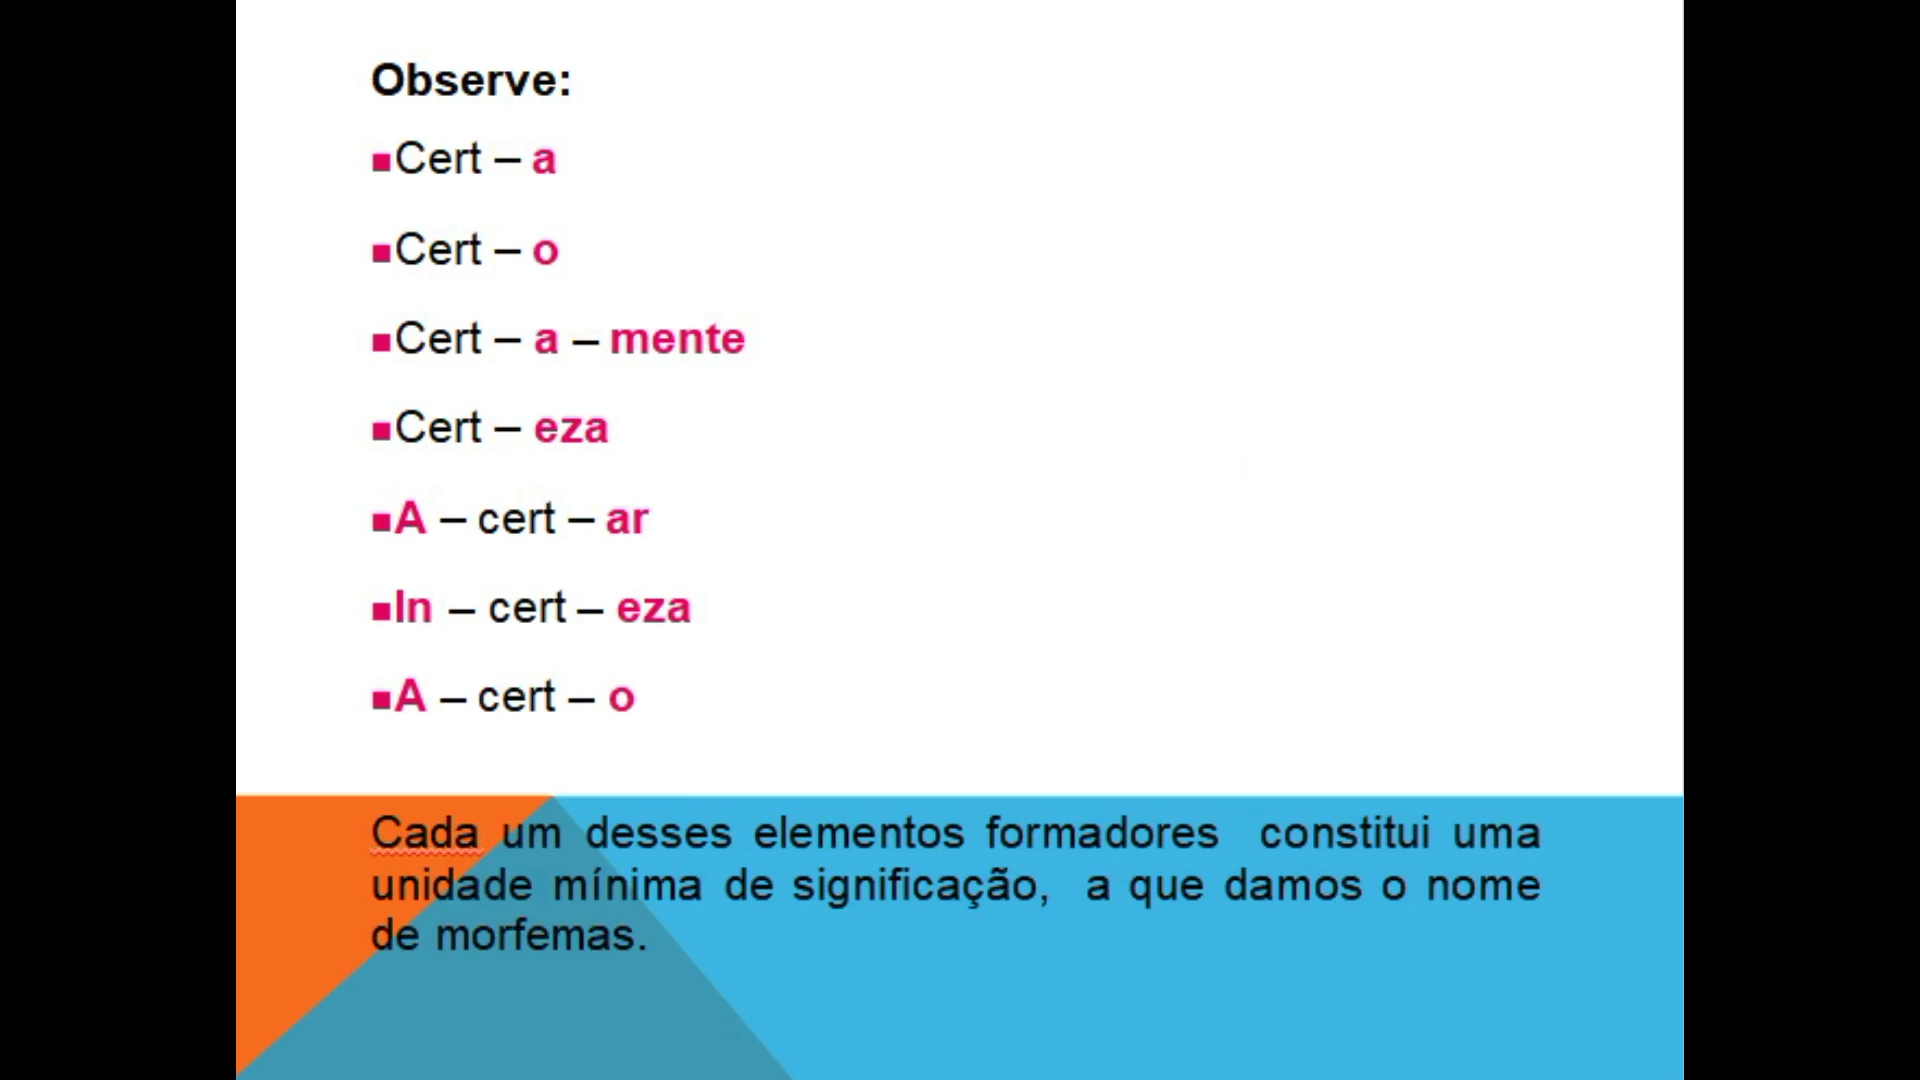 Observe:
■Cert – a
■Cert – o
■Cert – a – mente
■Cert – eza
■A – cert – ar
■In – cert – eza
■A – cert – o
Cada um desses elementos formadores constitui uma
unidade mínima de significação, a que damos o nome
de morfemas.